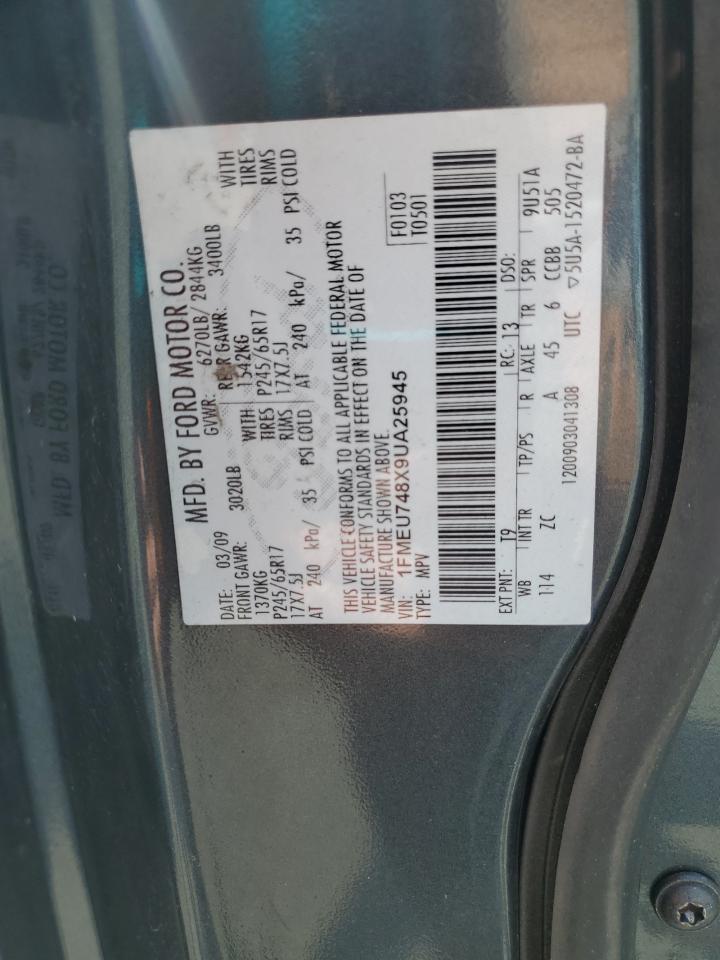 MFD. BY FORD MOTOR CO.
DATE: 03/09 GVWR: 6270LB/ 2844KG
FRONT GAWR: 3020LB REAR GAWR: 3400LB
1370KG WITH 1542KG WITH
P245/65R17 TIRES P245/65R17 TIRES
17X7.5J RIMS 17X7.5J RIMS
AT 240 kPa/ 35 PSI COLD AT 240 kPa/ 35 PSI COLD
THIS VEHICLE CONFORMS TO ALL APPLICABLE FEDERAL MOTOR
VEHICLE SAFETY STANDARDS IN EFFECT ON THE DATE OF
MANUFACTURE SHOWN ABOVE.
VIN: 1FMEU748X9UA25945
TYPE: MPV
F0103
T0501
EXT PNT: T9 RC: 13 DSO:
WB INT TR TP/PS R AXLE TR SPR 9U51A
114 ZC A 45 6 CCBB 505
1200903041308 UTC ▽5U5A-1520472-BA